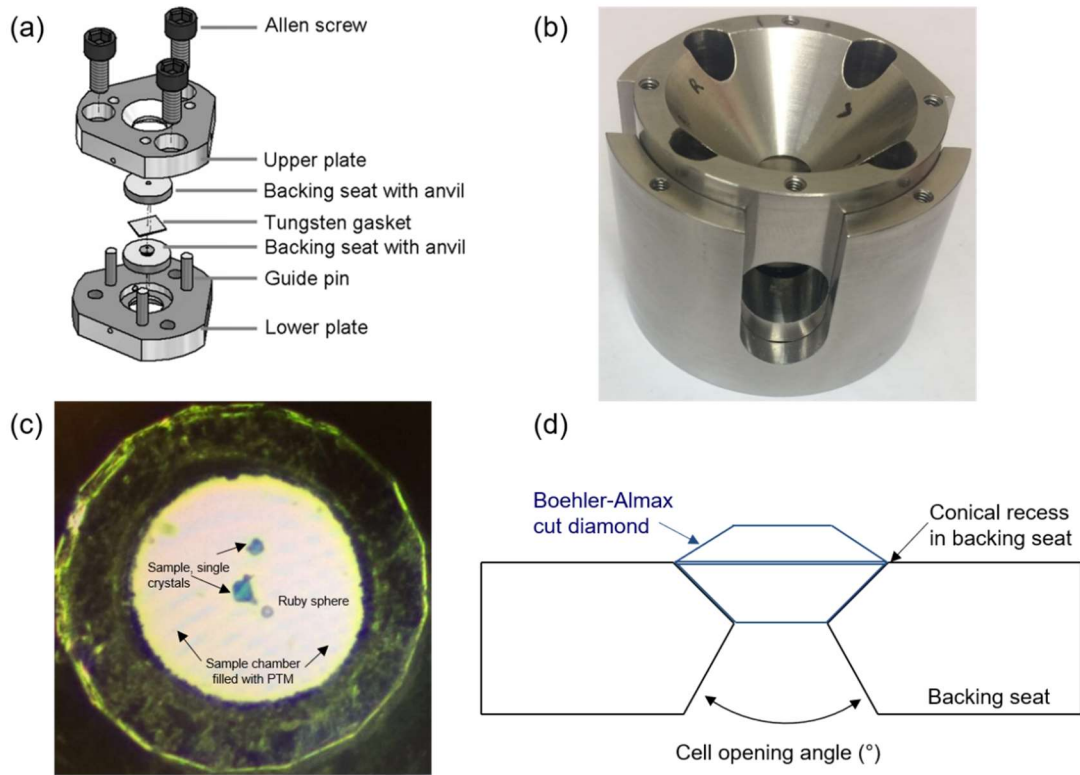 (a)
Allen screw
Upper plate
Backing seat with anvil
Tungsten gasket
Backing seat with anvil
Guide pin
Lower plate
(b)
R
L
(c)
Sample, single
crystals
Ruby sphere
Sample chamber
filled with PTM
(d)
Boehler-Almax
cut diamond
Conical recess
in backing seat
Backing seat
Cell opening angle (°)